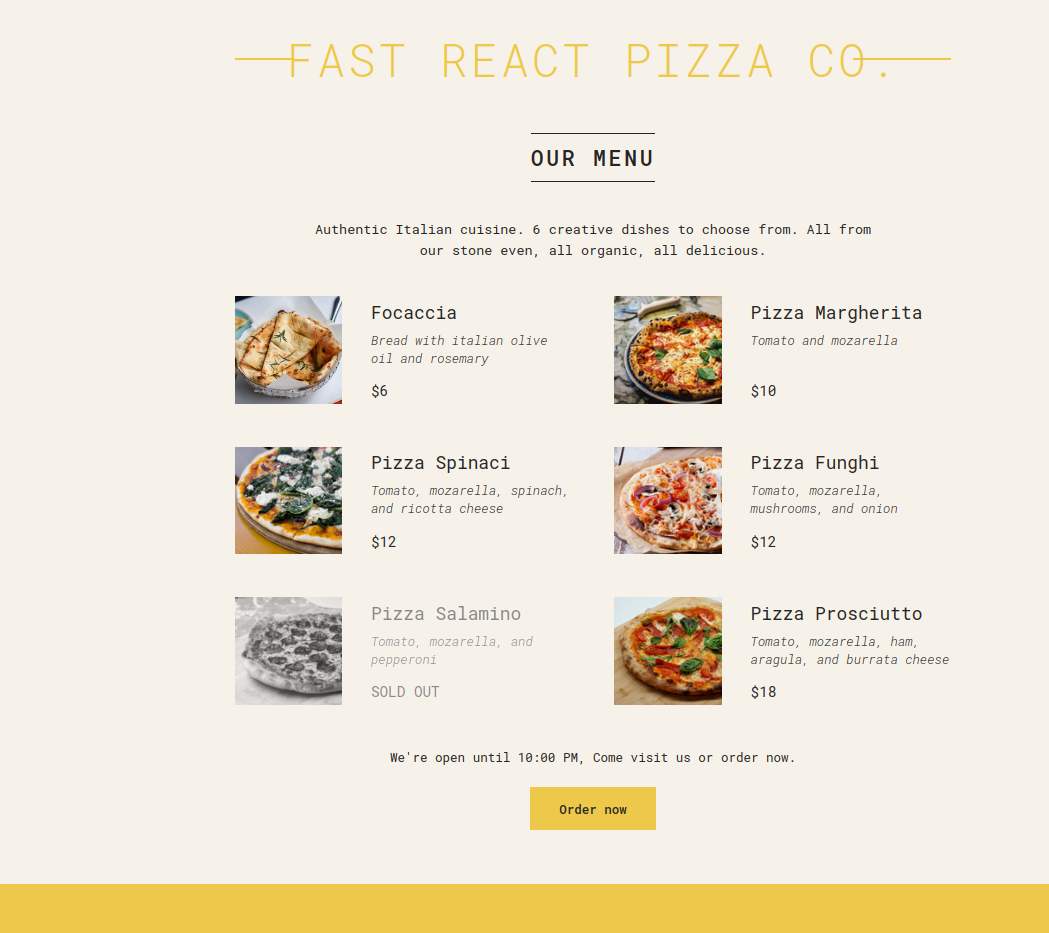 FAST REACT PIZZA CO.
OUR MENU
Authentic Italian cuisine. 6 creative dishes to choose from. All from
our stone even, all organic, all delicious.
Focaccia
Bread with italian olive
oil and rosemary
$6
Pizza Margherita
Tomato and mozarella
$10
Pizza Spinaci
Tomato, mozarella, spinach,
and ricotta cheese
$12
Pizza Funghi
Tomato, mozarella,
mushrooms, and onion
$12
Pizza Salamino
Tomato, mozarella, and
pepperoni
SOLD OUT
Pizza Prosciutto
Tomato, mozarella, ham,
aragula, and burrata cheese
$18
We're open until 10:00 PM, Come visit us or order now.
Order now